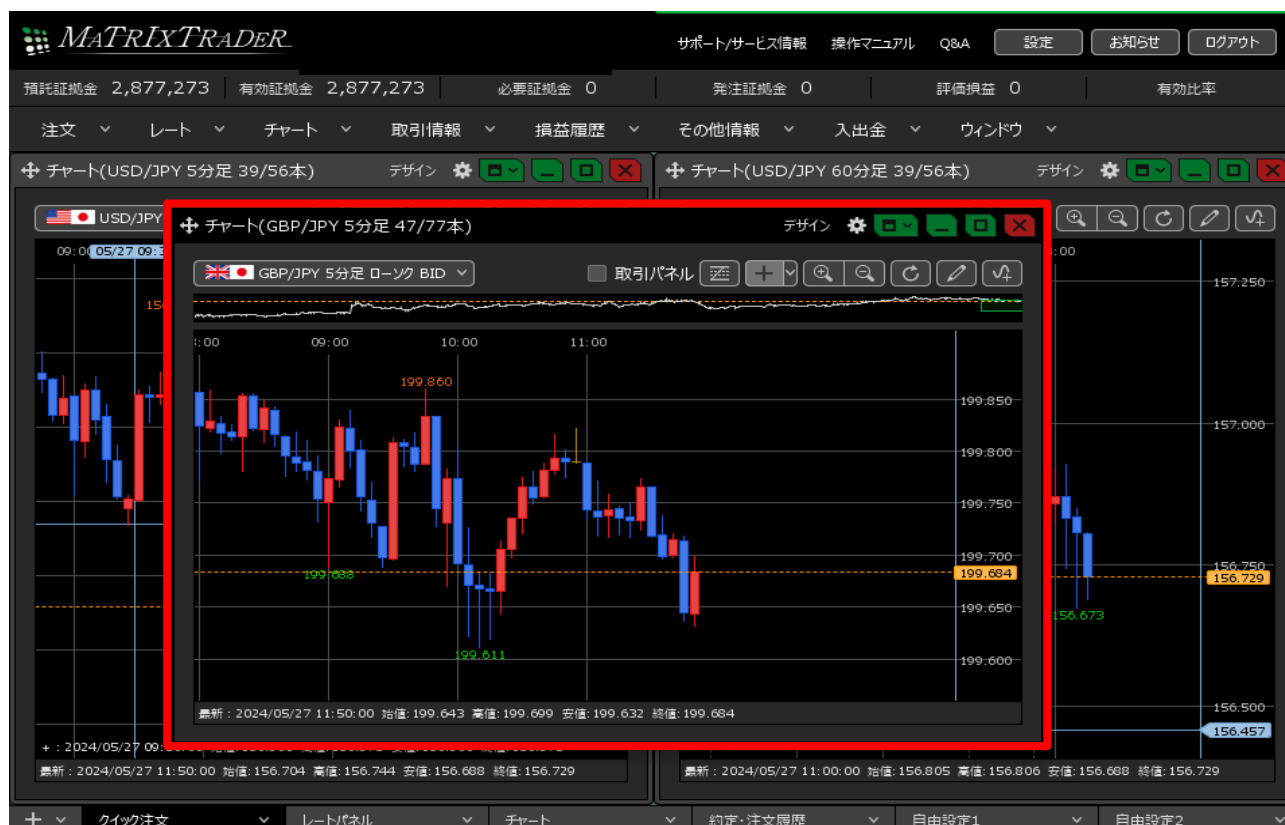 MATRIXTRADER
サポート/サービス情報 操作マニュアル Q&A 設定 お知らせ ログアウト
預託証拠金 2,877,273 有効証拠金 2,877,273 必要証拠金 0 発注証拠金 0 評価損益 0 有効比率
注文 レート チャート 取引情報 損益履歴 その他情報 入出金 ウィンドウ
チャート(USD/JPY 5分足 39/56本) デザイン
チャート(USD/JPY 60分足 39/56本) デザイン
USD/JPY
09:0
05/27 09:3
チャート(GBP/JPY 5分足 47/77本) デザイン
GBP/JPY 5分足 ローソク BID 取引パネル
:00 09:00 10:00 11:00
199.860
199.688
199.611
199.850
199.800
199.750
199.700
199.684
199.650
199.600
最新 : 2024/05/27 11:50:00 始値:199.643 高値:199.699 安値:199.632 終値:199.684
:00
157.250
157.000
156.750
156.729
156.673
156.500
156.457
+ : 2024/05/27 09:
最新 : 2024/05/27 11:50:00 始値:156.704 高値:156.744 安値:156.688 終値:156.729
最新 : 2024/05/27 11:00:00 始値:156.805 高値:156.806 安値:156.688 終値:156.729
クイック注文 レートパネル チャート 約定・注文履歴 自由設定1 自由設定2